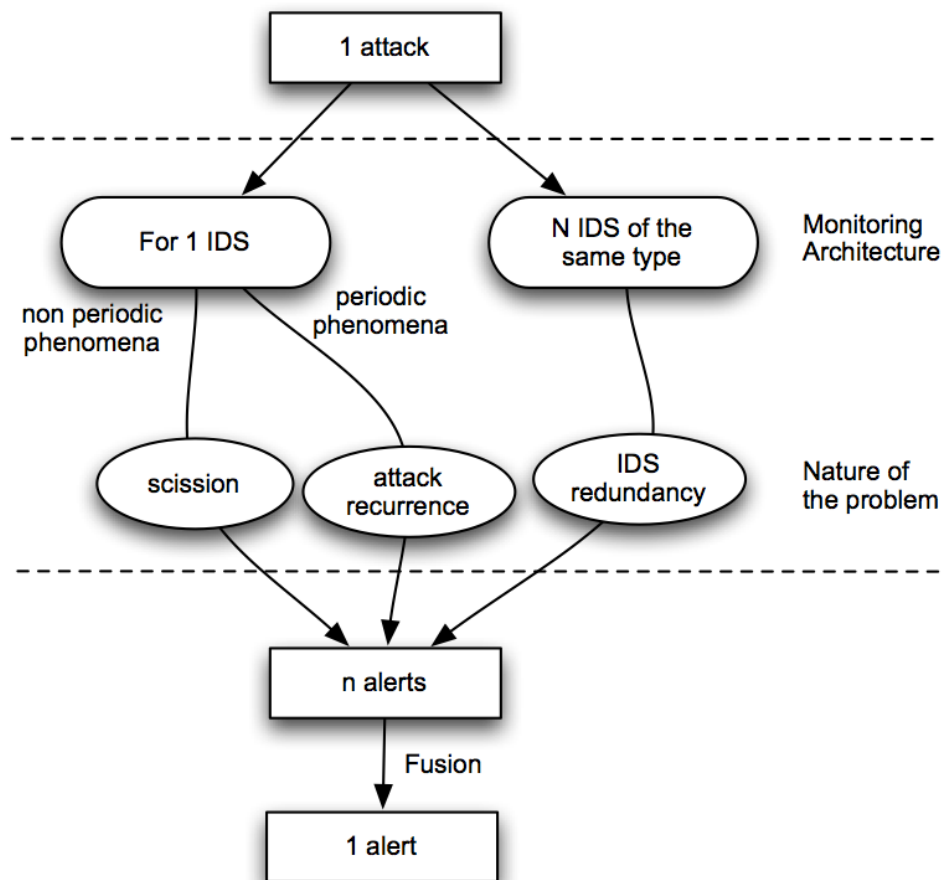 1 attack
For 1 IDS
N IDS of the
same type
Monitoring
Architecture
non periodic
phenomena
periodic
phenomena
scission
attack
recurrence
IDS
redundancy
Nature of
the problem
n alerts
Fusion
1 alert